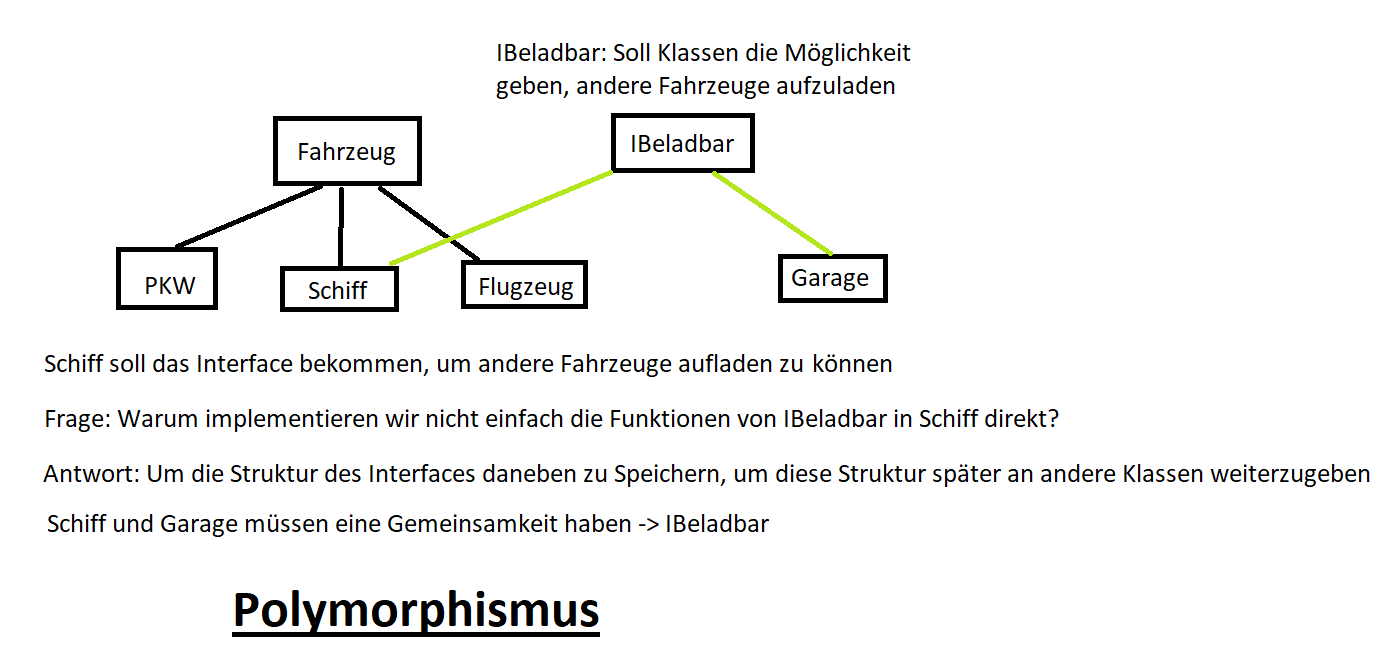 IBeladbar: Soll Klassen die Möglichkeit
geben, andere Fahrzeuge aufzuladen
Fahrzeug
IBeladbar
PKW
Schiff
Flugzeug
Garage
Schiff soll das Interface bekommen, um andere Fahrzeuge aufladen zu können
Frage: Warum implementieren wir nicht einfach die Funktionen von IBeladbar in Schiff direkt?
Antwort: Um die Struktur des Interfaces daneben zu Speichern, um diese Struktur später an andere Klassen weiterzugeben
Schiff und Garage müssen eine Gemeinsamkeit haben -> IBeladbar
Polymorphismus